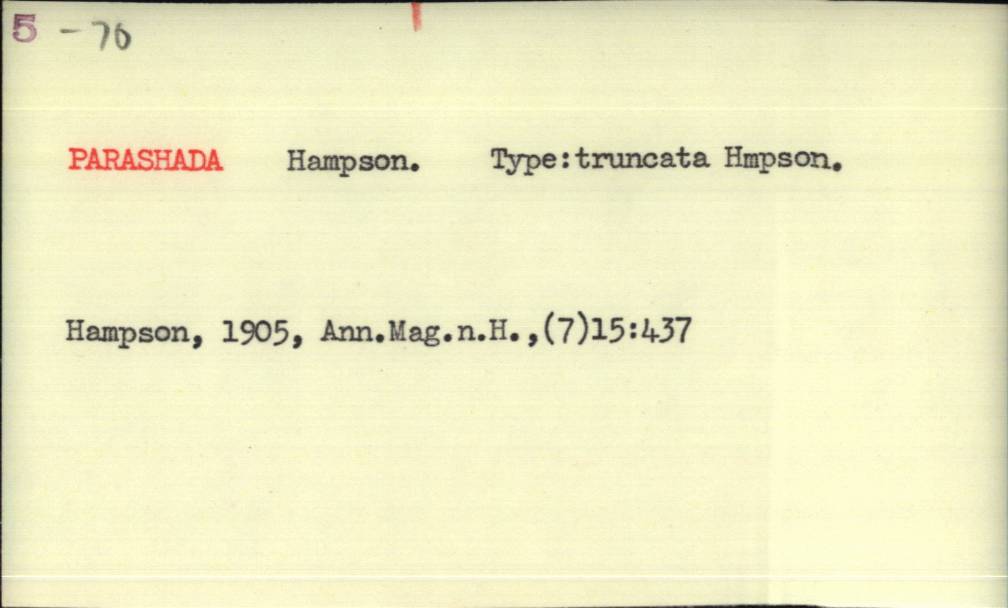 5 - 76
PARASHADA Hampson. Type:truncata Hmpson.
Hampson, 1905, Ann.Mag.n.H.,(7)15:437